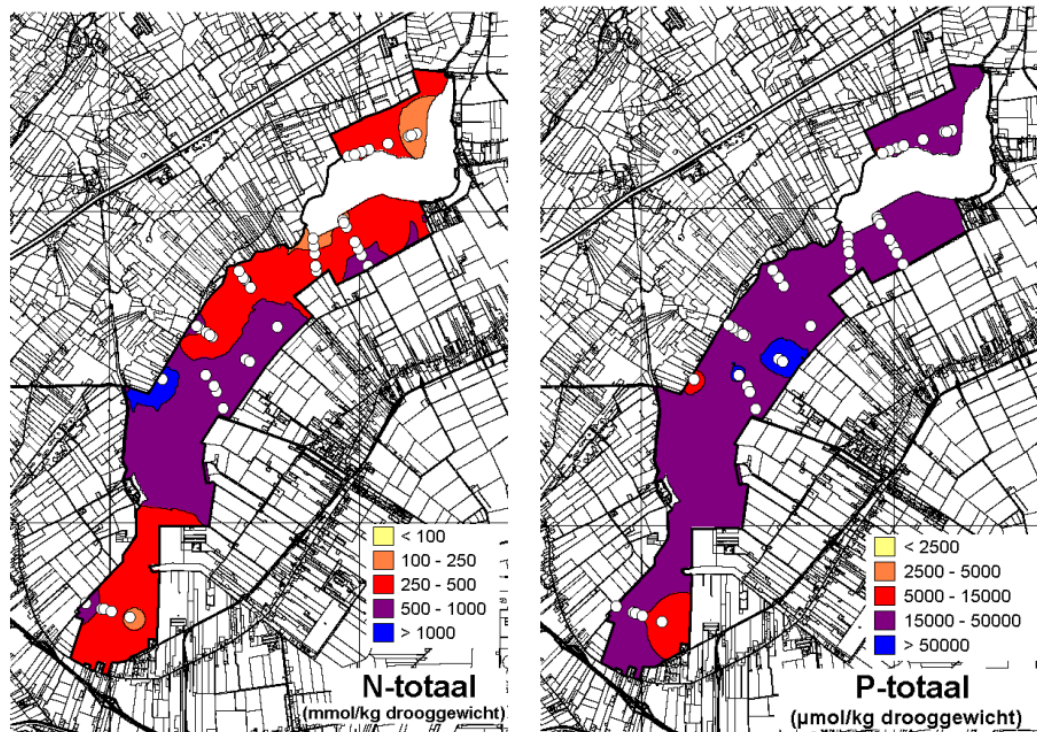 < 100
100 - 250
250 - 500
500 - 1000
> 1000
N-totaal
(mmol/kg drooggewicht)
< 2500
2500 - 5000
5000 - 15000
15000 - 50000
> 50000
P-totaal
(µmol/kg drooggewicht)